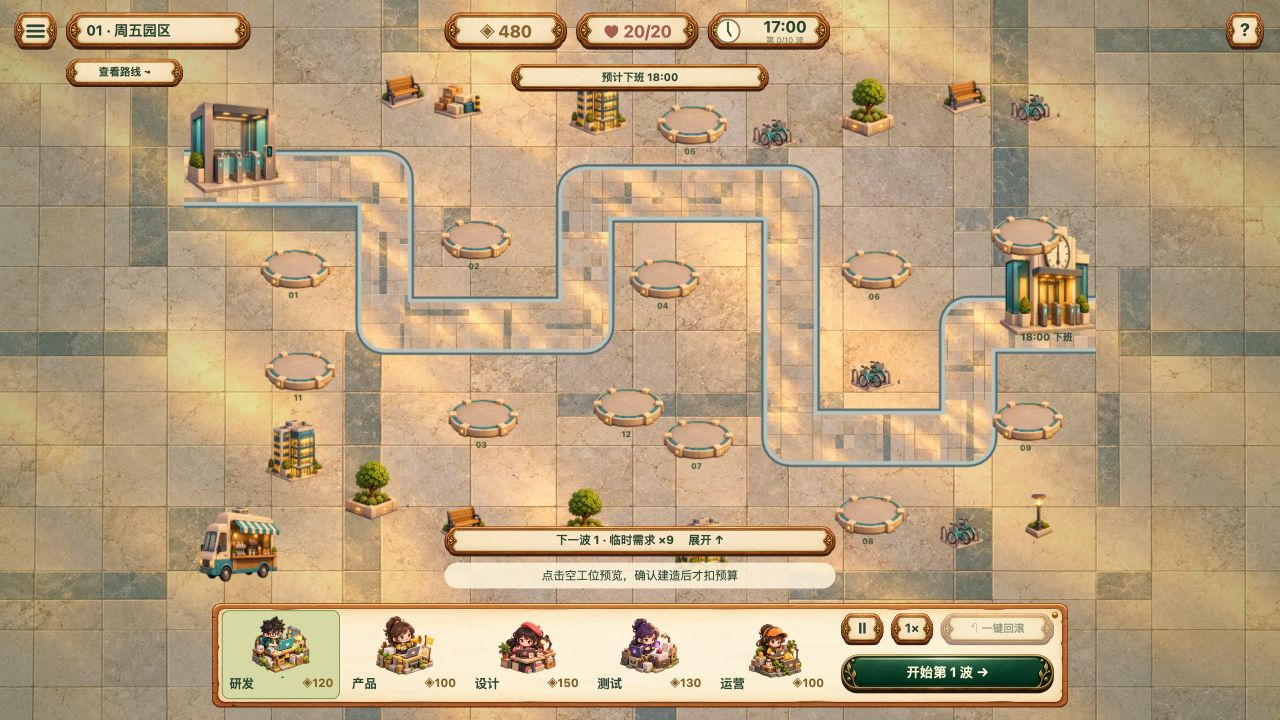 01 · 周五园区
480
20/20
17:00
第 0/10 波
?
查看路线
预计下班 18:00
05
02
01
04
06
18:00 下班
11
03
12
07
09
08
下一波 1 · 临时需求 ×9 展开 ↑
点击空工位预览，确认建造后才扣预算
研发 120
产品 100
设计 150
测试 130
运营 100
1×
一键回滚
开始第 1 波 →